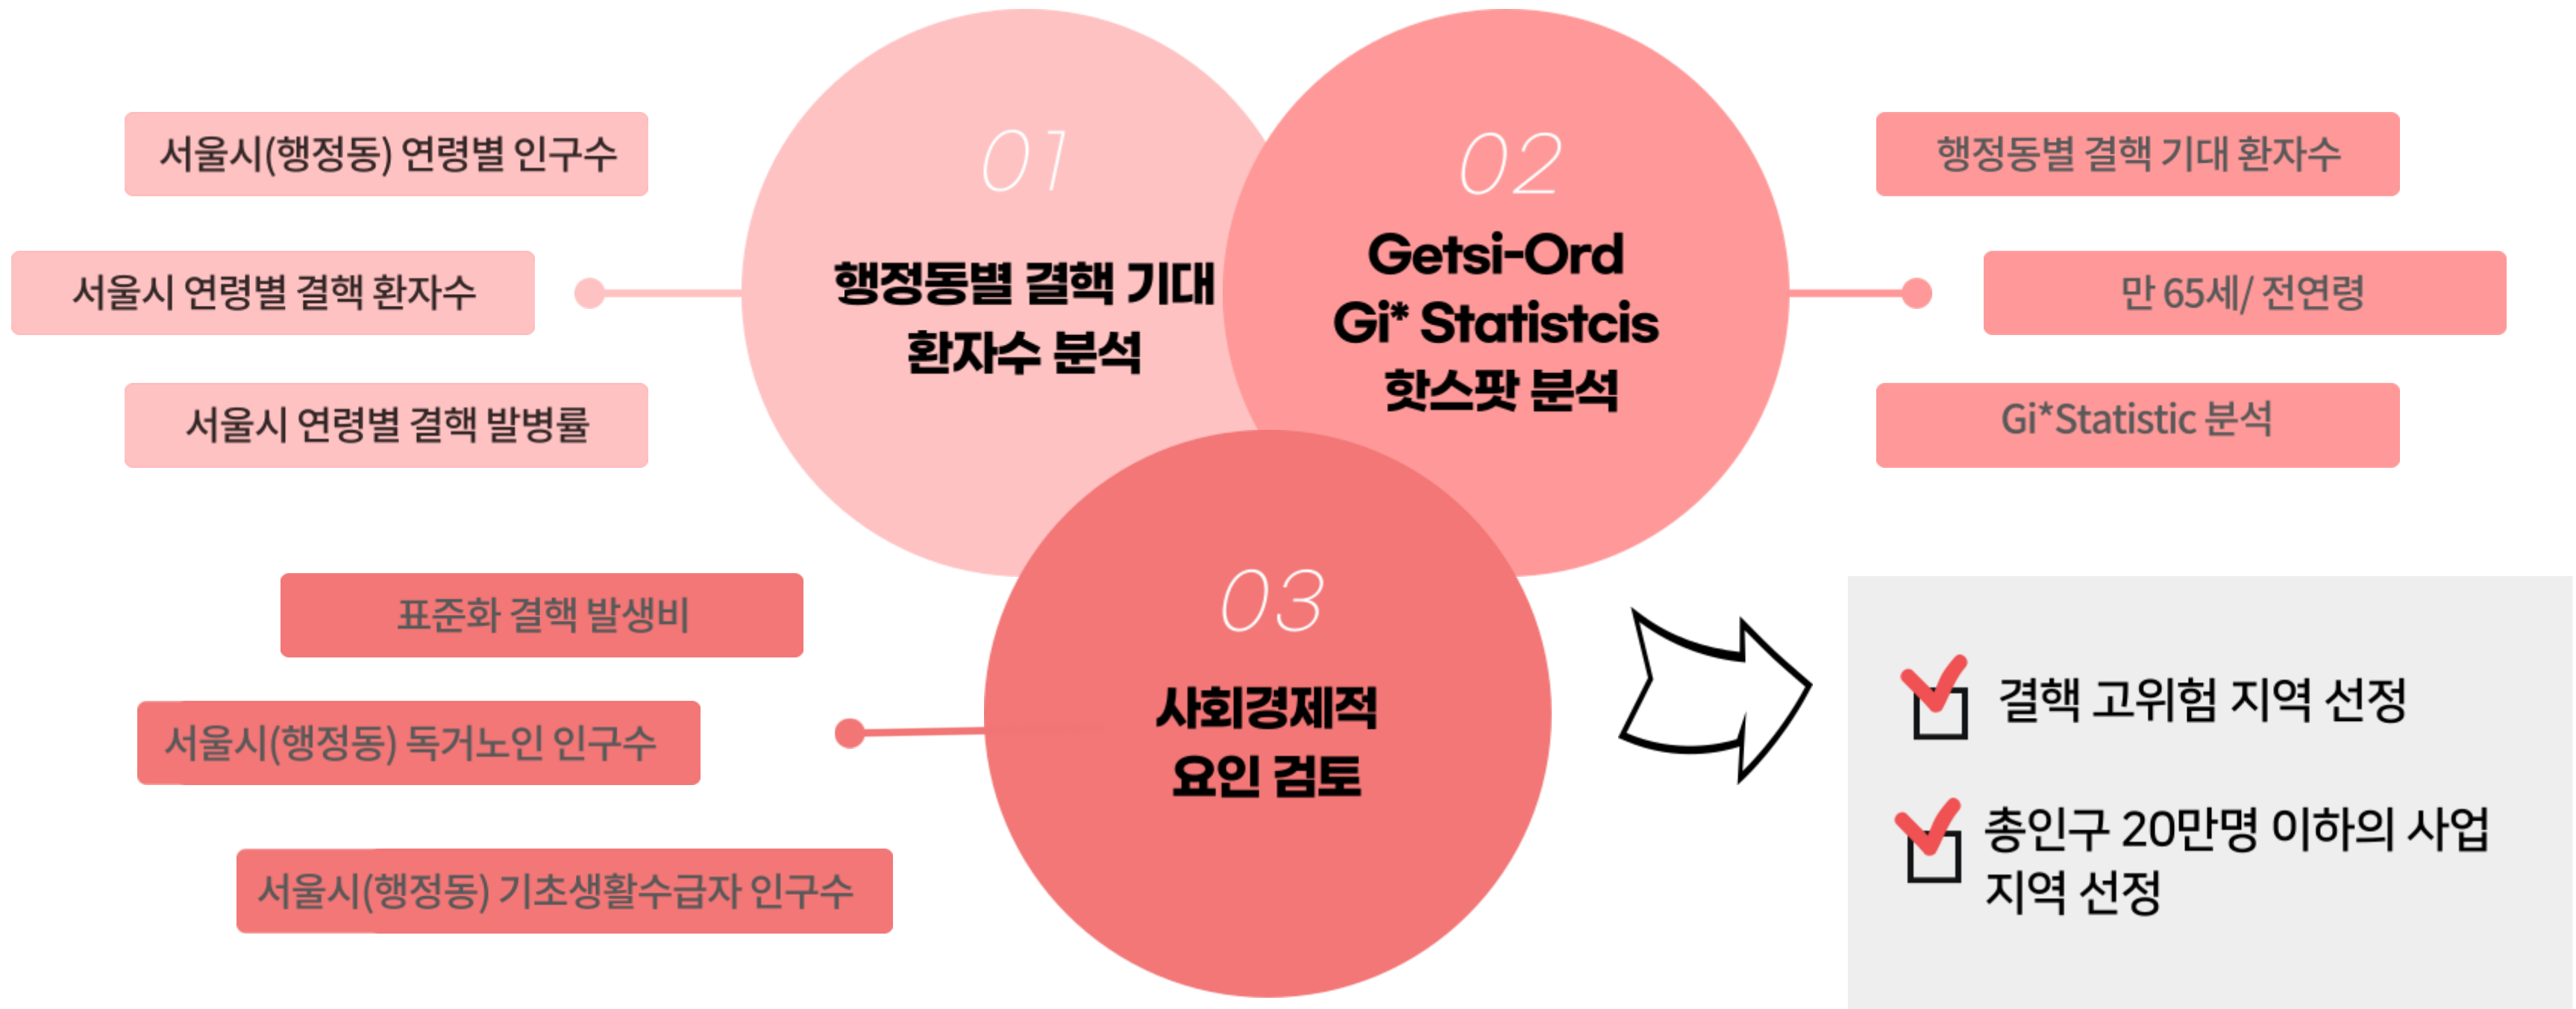 서울시(행정동) 연령별 인구수
서울시 연령별 결핵 환자수
서울시 연령별 결핵 발병률
01
행정동별 결핵 기대
환자수 분석
02
Getsi-Ord
Gi* Statistcis
핫스팟 분석
행정동별 결핵 기대 환자수
만 65세/ 전연령
Gi*Statistic 분석
표준화 결핵 발생비
서울시(행정동) 독거노인 인구수
서울시(행정동) 기초생활수급자 인구수
03
사회경제적
요인 검토
결핵 고위험 지역 선정
총인구 20만명 이하의 사업
지역 선정